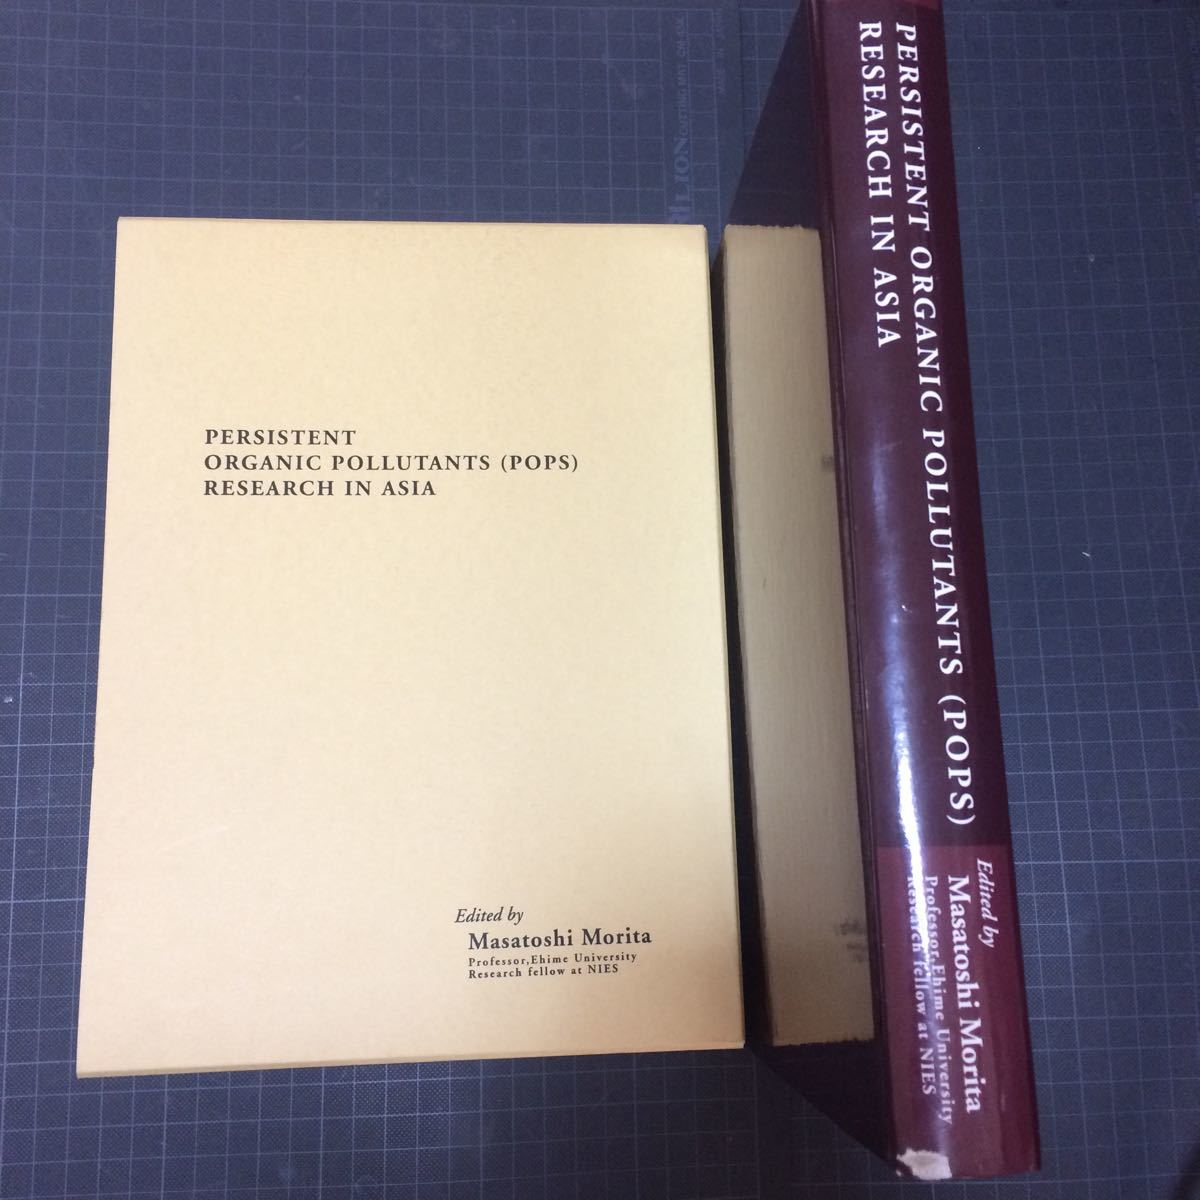 PERSISTENT
ORGANIC POLLUTANTS (POPS)
RESEARCH IN ASIA
Edited by
Masatoshi Morita
Professor,Ehime University
Research fellow at NIES
PERSISTENT ORGANIC POLLUTANTS (POPS)
RESEARCH IN ASIA
Edited by
Masatoshi Morita
Professor,Ehime University
Research fellow at NIES